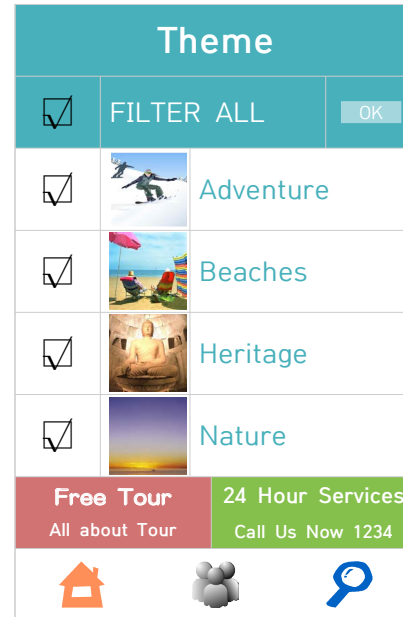 Theme
FILTER ALL OK
Adventure
Beaches
Heritage
Nature
Free Tour
All about Tour
24 Hour Services
Call Us Now 1234